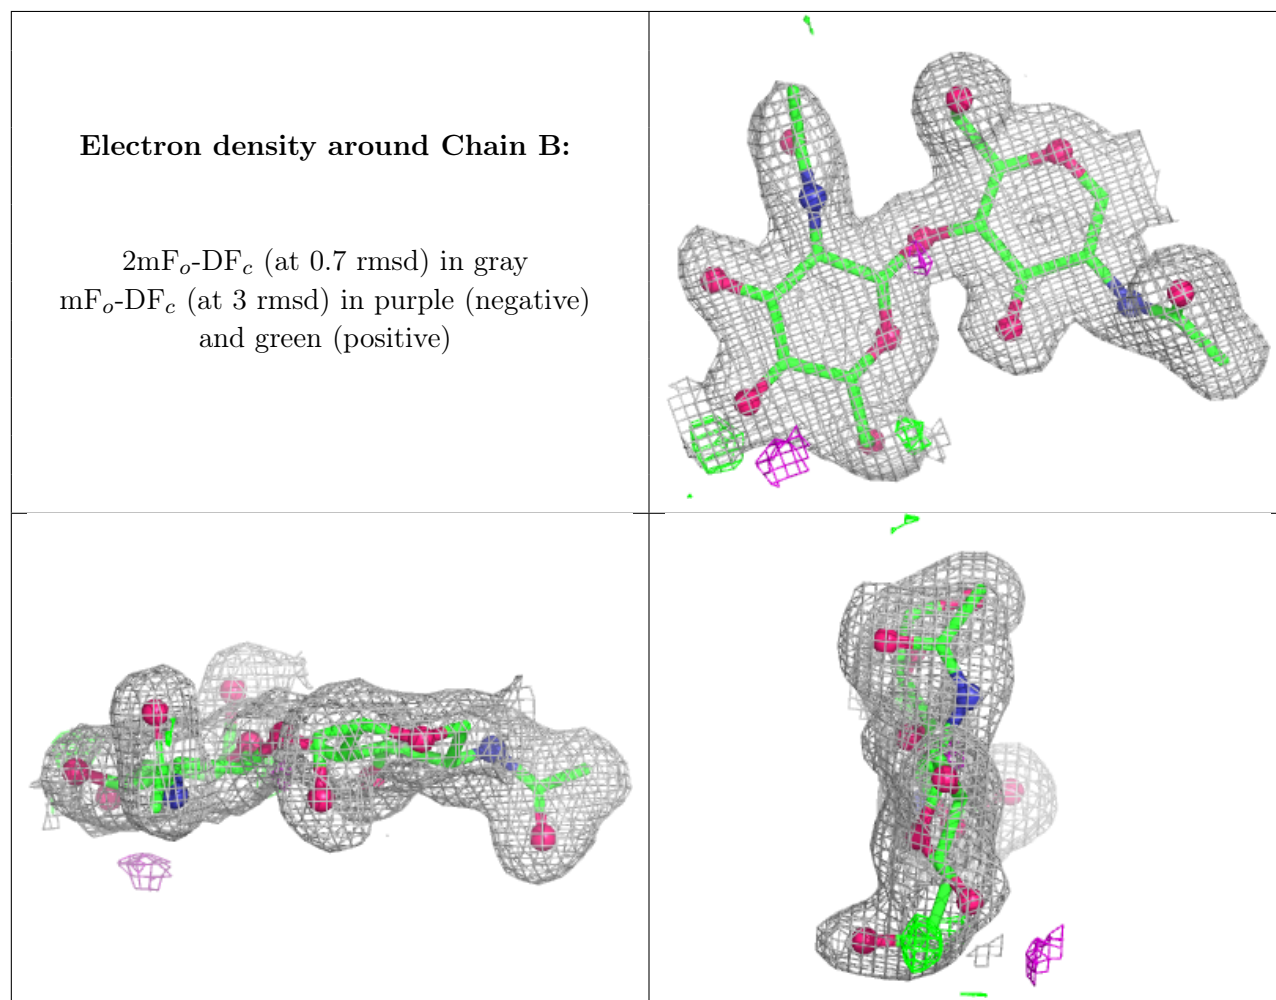 Electron density around Chain B:
2mFo-DFc (at 0.7 rmsd) in gray
mFo-DFc (at 3 rmsd) in purple (negative)
and green (positive)